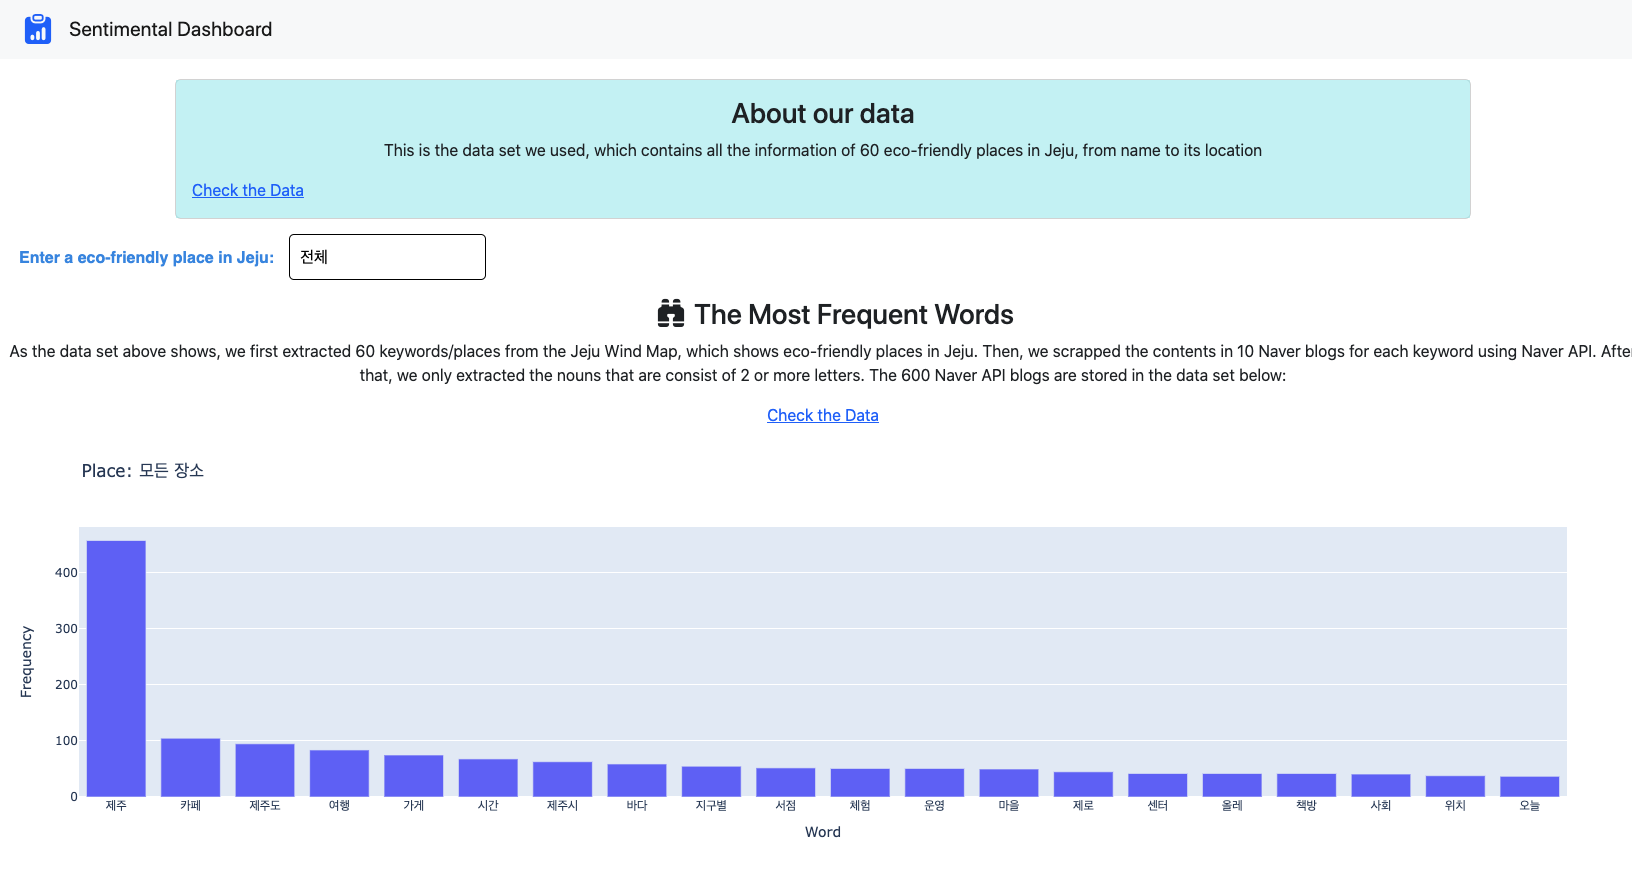 Sentimental Dashboard
About our data
This is the data set we used, which contains all the information of 60 eco-friendly places in Jeju, from name to its location
Check the Data
Enter a eco-friendly place in Jeju: 전체
The Most Frequent Words
As the data set above shows, we first extracted 60 keywords/places from the Jeju Wind Map, which shows eco-friendly places in Jeju. Then, we scrapped the contents in 10 Naver blogs for each keyword using Naver API. After
that, we only extracted the nouns that are consist of 2 or more letters. The 600 Naver API blogs are stored in the data set below:
Check the Data
Place: 모든 장소
Frequency
400
300
200
100
0
제주 카페 제주도 여행 가게 시간 제주시 바다 지구별 서점 체험 운영 마을 제로 센터 올레 책방 사회 위치 오늘
Word